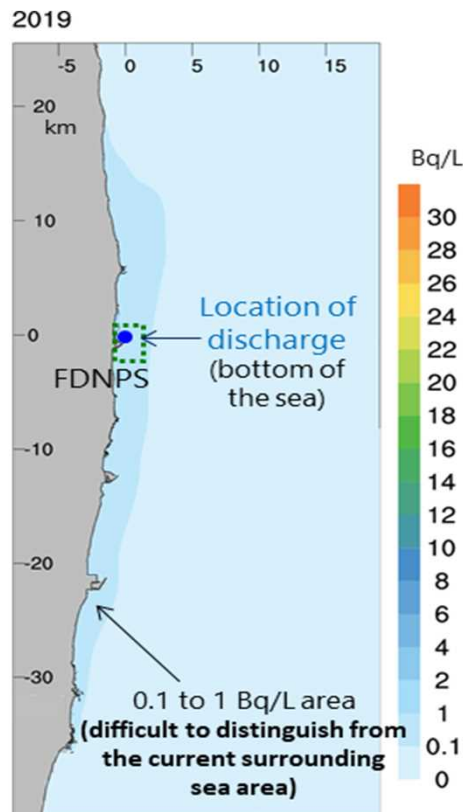 2019
-5 0 5 10 15
20
km
10
0
-10
-20
-30
Location of
discharge
(bottom of
the sea)
FDNPS
0.1 to 1 Bq/L area
(difficult to distinguish from
the current surrounding
sea area)
Bq/L
30
28
26
24
22
20
18
16
14
12
10
8
6
4
2
1
0.1
0